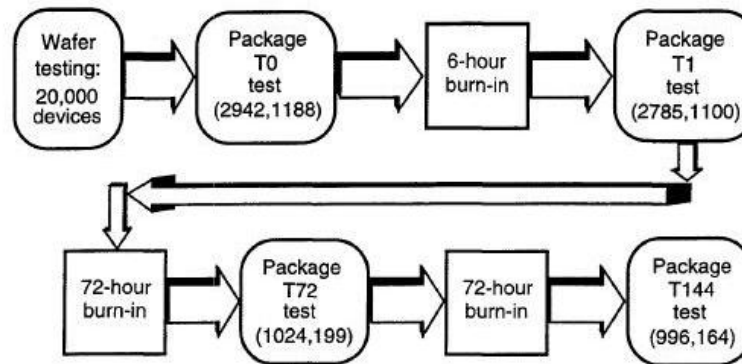 Wafer
testing:
20,000
devices
Package
T0
test
(2942,1188)
6-hour
burn-in
Package
T1
test
(2785,1100)
72-hour
burn-in
Package
T72
test
(1024,199)
72-hour
burn-in
Package
T144
test
(996,164)